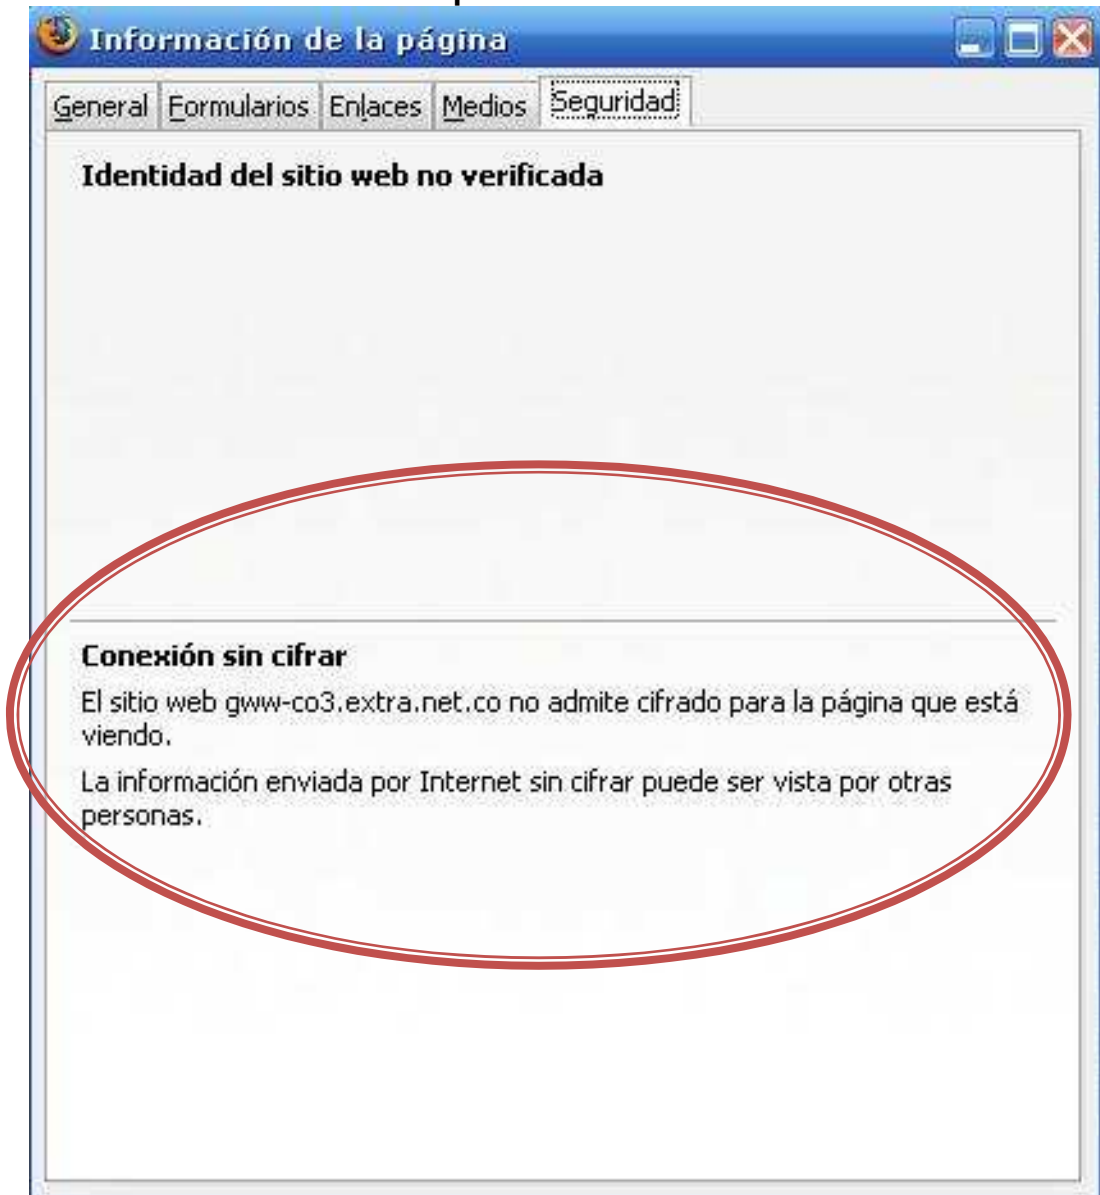 Información de la página
General Formularios Enlaces Medios Seguridad
Identidad del sitio web no verificada
Conexión sin cifrar
El sitio web gww-co3.extra.net.co no admite cifrado para la página que está
viendo.
La información enviada por Internet sin cifrar puede ser vista por otras
personas.